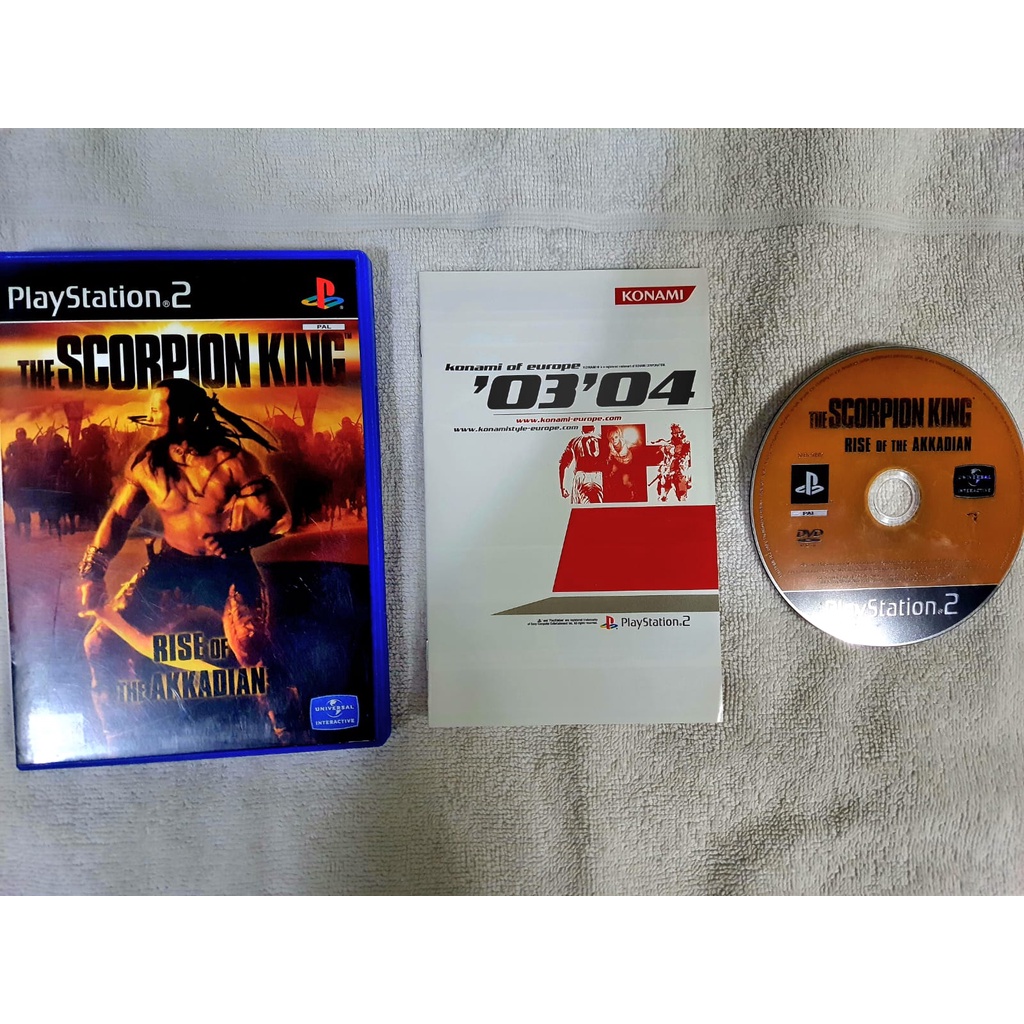 PlayStation®2
PAL
THE SCORPION KING™
RISE OF
THE AKKADIAN
UNIVERSAL
INTERACTIVE
KONAMI
konami of europe
'03'04
www.konami-europe.com
www.konamistyle-europe.com
PlayStation®2
THE SCORPION KING
RISE OF THE AKKADIAN
PAL
DVD
UNIVERSAL
INTERACTIVE
PlayStation®2